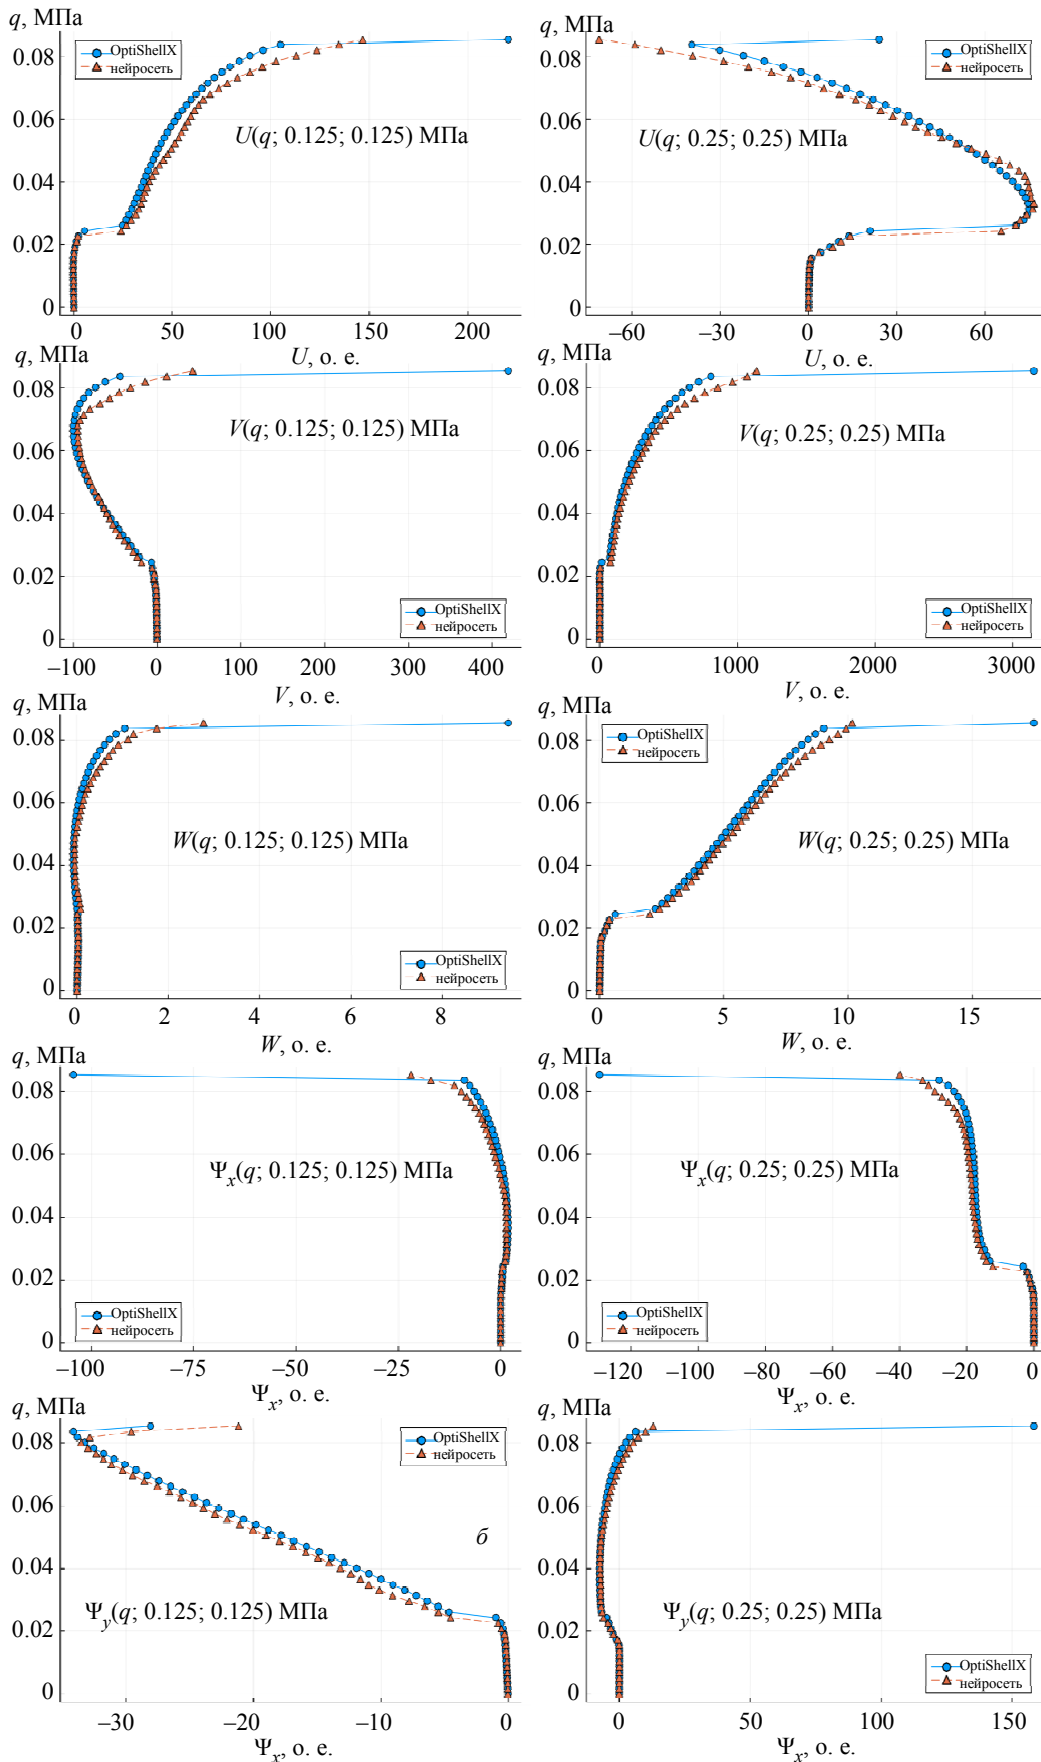 q, МПа
0.08
0.06
0.04
0.02
0
OptiShellX
нейросеть
U(q; 0.125; 0.125) МПа
0 50 100 150 200
U, о. е.
q, МПа
0.08
0.06
0.04
0.02
0
OptiShellX
нейросеть
U(q; 0.25; 0.25) МПа
−60 −30 0 30 60
U, о. е.
q, МПа
0.08
0.06
0.04
0.02
0
V(q; 0.125; 0.125) МПа
OptiShellX
нейросеть
−100 0 100 200 300 400
V, о. е.
q, МПа
0.08
0.06
0.04
0.02
0
V(q; 0.25; 0.25) МПа
OptiShellX
нейросеть
0 1000 2000 3000
V, о. е.
q, МПа
0.08
0.06
0.04
0.02
0
W(q; 0.125; 0.125) МПа
OptiShellX
нейросеть
0 2 4 6 8
W, о. е.
q, МПа
0.08
0.06
0.04
0.02
0
OptiShellX
нейросеть
W(q; 0.25; 0.25) МПа
0 5 10 15
W, о. е.
q, МПа
0.08
0.06
0.04
0.02
0
Ψx(q; 0.125; 0.125) МПа
OptiShellX
нейросеть
−100 −75 −50 −25 0
Ψx, о. е.
q, МПа
0.08
0.06
0.04
0.02
0
Ψx(q; 0.25; 0.25) МПа
OptiShellX
нейросеть
−120 −100 −80 −60 −40 −20 0
Ψx, о. е.
q, МПа
0.08
0.06
0.04
0.02
0
OptiShellX
нейросеть
б
Ψy(q; 0.125; 0.125) МПа
−30 −20 −10 0
Ψx, о. е.
q, МПа
0.08
0.06
0.04
0.02
0
Ψy(q; 0.25; 0.25) МПа
OptiShellX
нейросеть
0 50 100 150
Ψx, о. е.